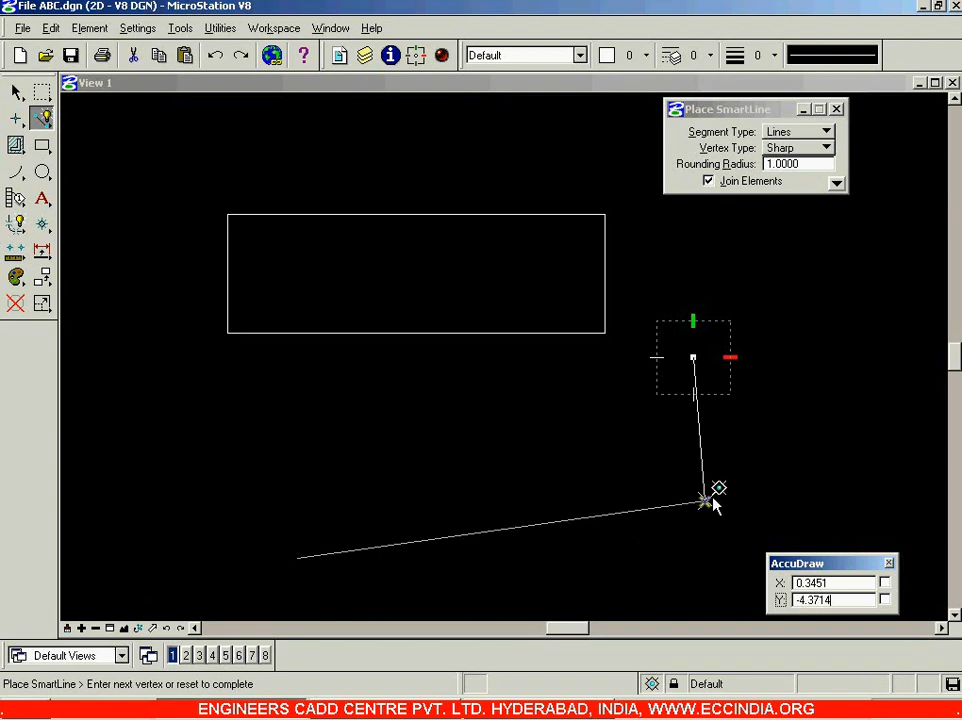 File ABC.dgn (2D - V8 DGN) - MicroStation V8
File Edit Element Settings Tools Utilities Workspace Window Help
Default 0 0 0
View 1
Place SmartLine
Segment Type: Lines
Vertex Type: Sharp
Rounding Radius: 1.0000
Join Elements
A
AccuDraw
X: 0.3451
Y: -4.3714
Default Views 1 2 3 4 5 6 7 8
Place SmartLine > Enter next vertex or reset to complete Default
ENGINEERS CADD CENTRE PVT. LTD. HYDERABAD, INDIA, WWW.ECCINDIA.ORG